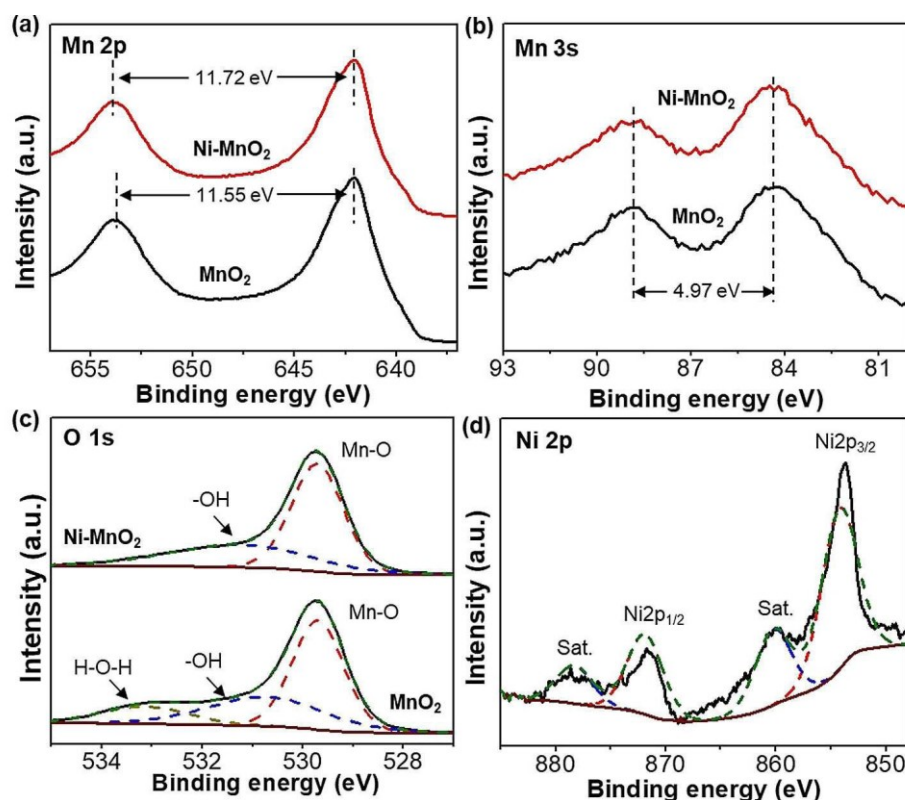 (a)
Mn 2p
11.72 eV
Ni-MnO₂
11.55 eV
MnO₂
Intensity (a.u.)
654 648 642 640
Binding energy (eV)
(b)
Mn 3s
Ni-MnO₂
MnO₂
4.97 eV
Intensity (a.u.)
93 90 87 84 81
Binding energy (eV)
(c)
O 1s
Mn-O
-OH
Ni-MnO₂
Mn-O
H-O-H
-OH
MnO₂
Intensity (a.u.)
534 532 530 528
Binding energy (eV)
(d)
Ni 2p
Ni2p₃/₂
Sat.
Ni2p₁/₂
Sat.
Intensity (a.u.)
880 870 860 850
Binding energy (eV)